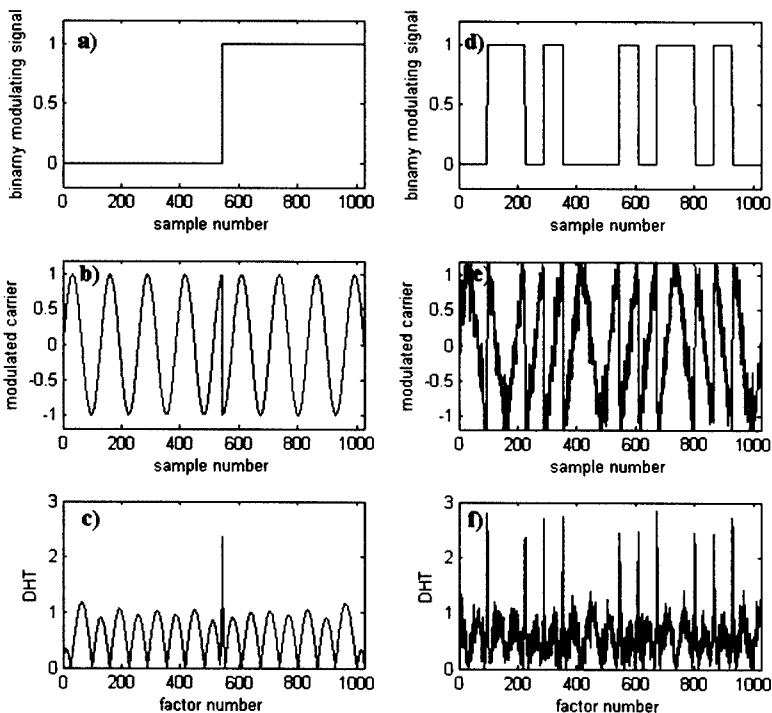 a)
binarny modulating signal
1
0.5
0
0 200 400 600 800 1000
sample number
d)
binarny modulating signal
1
0.5
0
0 200 400 600 800 1000
sample number
b)
modulated carrier
1
0.5
0
-0.5
-1
0 200 400 600 800 1000
sample number
e)
modulated carrier
1
0.5
0
-0.5
-1
0 200 400 600 800 1000
sample number
c)
DHT
3
2
1
0
0 200 400 600 800 1000
factor number
f)
DHT
3
2
1
0
0 200 400 600 800 1000
factor number